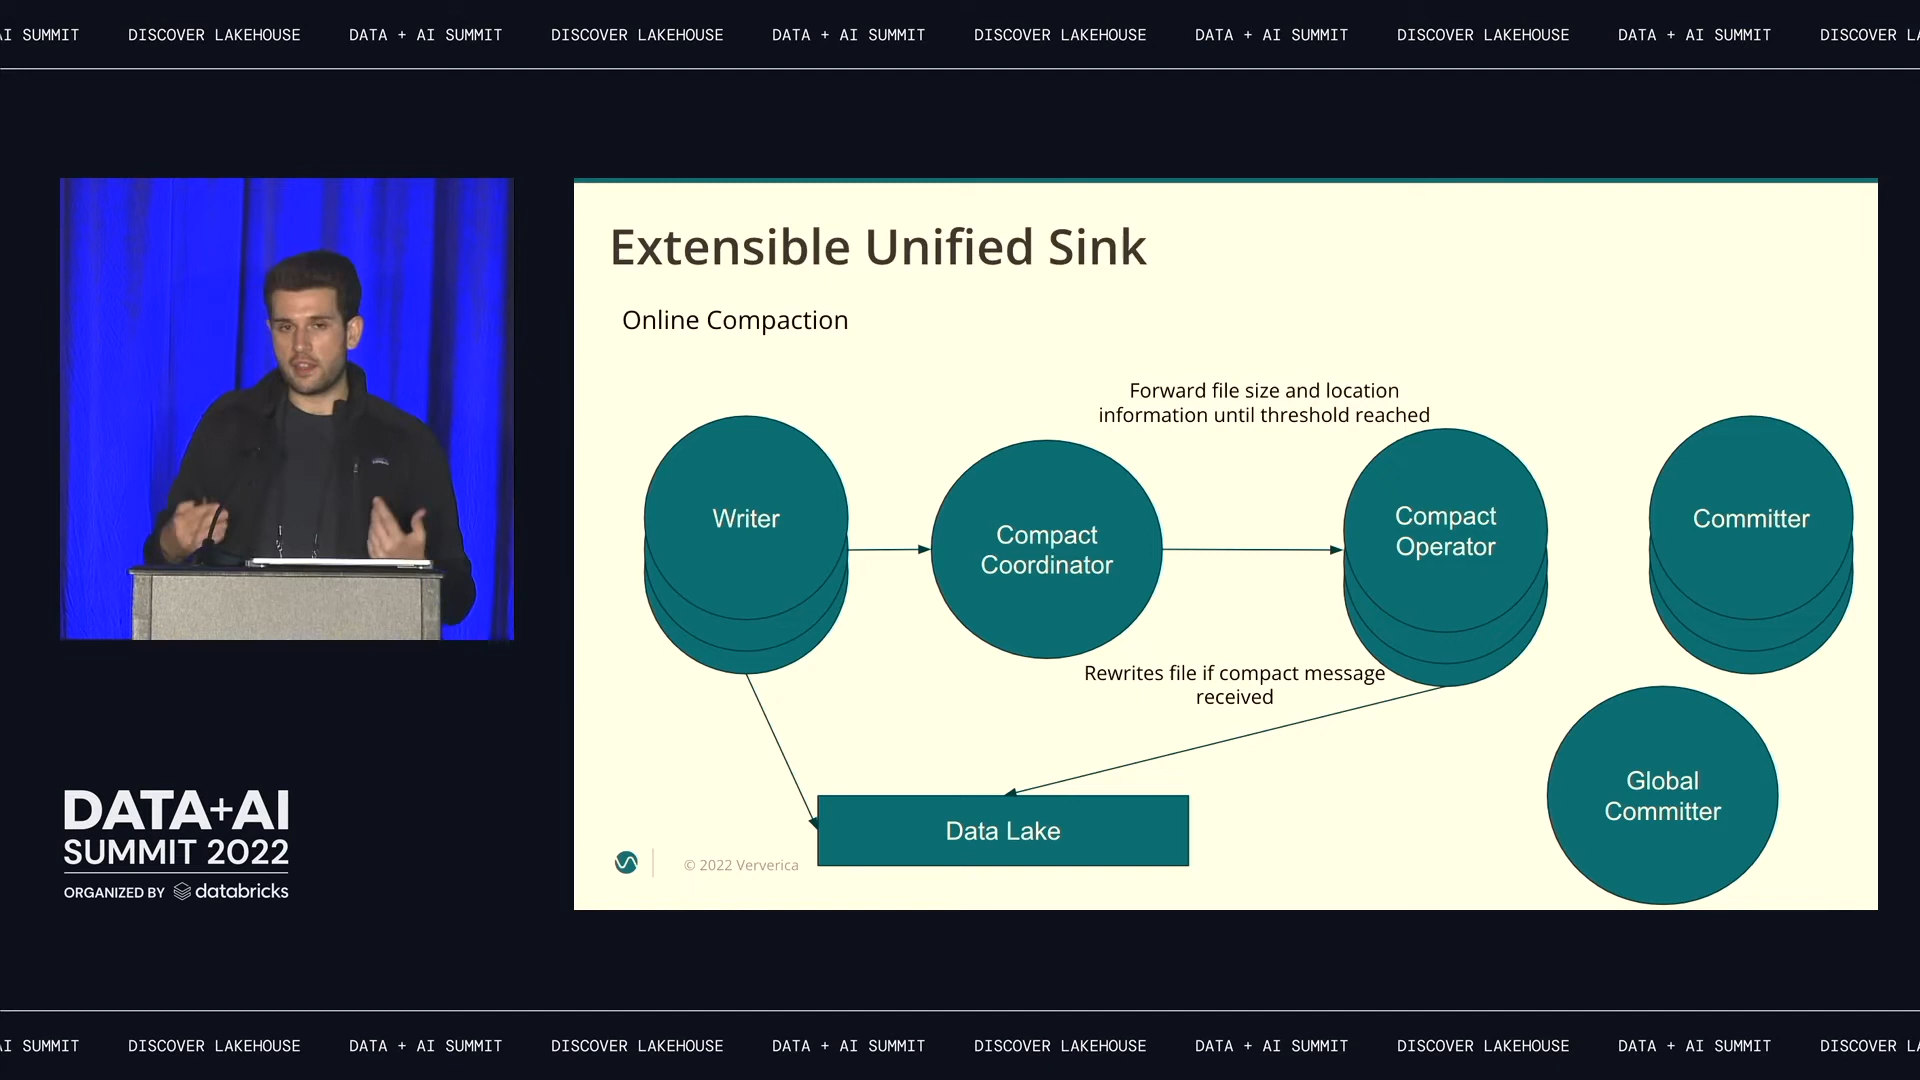 AI SUMMIT DISCOVER LAKEHOUSE DATA + AI SUMMIT DISCOVER LAKEHOUSE DATA + AI SUMMIT DISCOVER LAKEHOUSE DATA + AI SUMMIT DISCOVER LAKEHOUSE DATA + AI SUMMIT DISCOVER LA
Extensible Unified Sink
Online Compaction
Forward file size and location
information until threshold reached
Writer
Compact
Coordinator
Compact
Operator
Committer
Rewrites file if compact message
received
Global
Committer
Data Lake
© 2022 Ververica
DATA+AI
SUMMIT 2022
ORGANIZED BY databricks
AI SUMMIT DISCOVER LAKEHOUSE DATA + AI SUMMIT DISCOVER LAKEHOUSE DATA + AI SUMMIT DISCOVER LAKEHOUSE DATA + AI SUMMIT DISCOVER LAKEHOUSE DATA + AI SUMMIT DISCOVER LA